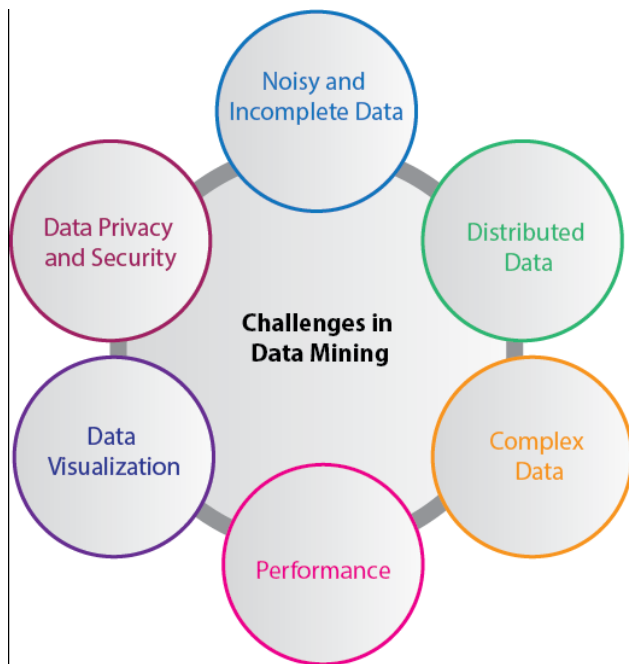 Noisy and
Incomplete Data
Data Privacy
and Security
Distributed
Data
Challenges in
Data Mining
Data
Visualization
Complex
Data
Performance